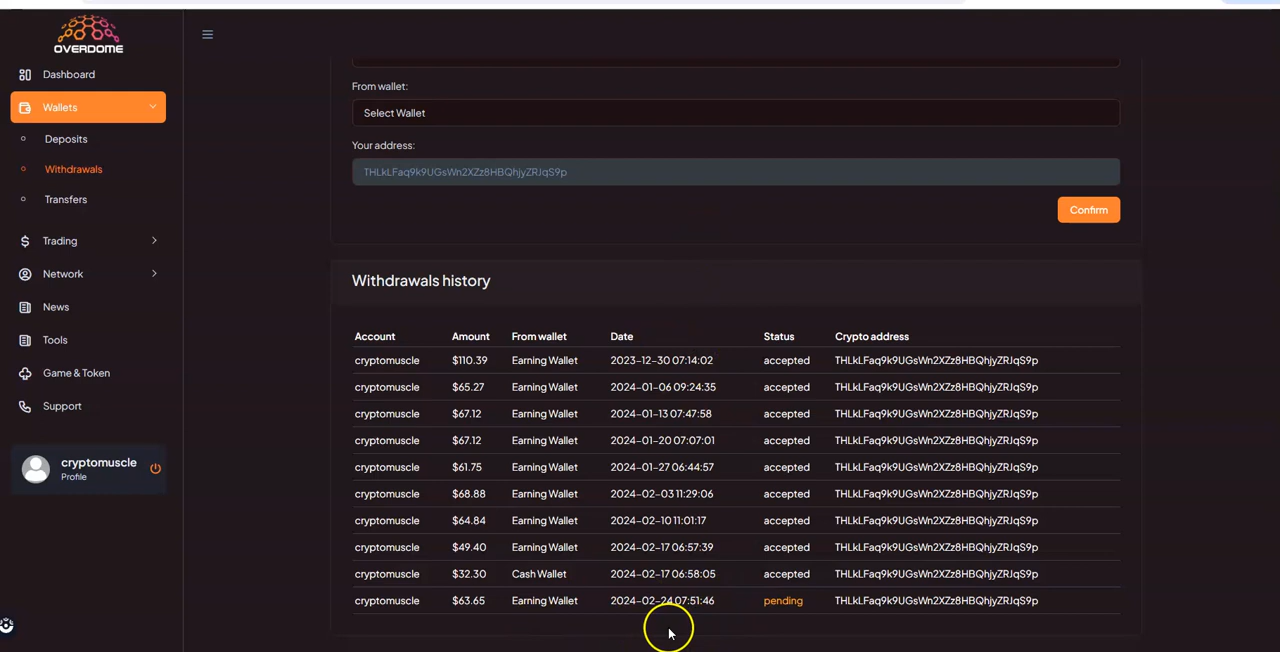 OVERDOME
Dashboard
Wallets
Deposits
Withdrawals
Transfers
Trading
Network
News
Tools
Game & Token
Support
cryptomuscle
Profile
From wallet:
Select Wallet
Your address:
THLkLFaq9k9UGsWn2XZz8HBQhjyZRJqS9p
Confirm
Withdrawals history
Account Amount From wallet Date Status Crypto address
cryptomuscle $110.39 Earning Wallet 2023-12-30 07:14:02 accepted THLkLFaq9k9UGsWn2XZz8HBQhjyZRJqS9p
cryptomuscle $65.27 Earning Wallet 2024-01-06 09:24:35 accepted THLkLFaq9k9UGsWn2XZz8HBQhjyZRJqS9p
cryptomuscle $67.12 Earning Wallet 2024-01-13 07:47:58 accepted THLkLFaq9k9UGsWn2XZz8HBQhjyZRJqS9p
cryptomuscle $67.12 Earning Wallet 2024-01-20 07:07:01 accepted THLkLFaq9k9UGsWn2XZz8HBQhjyZRJqS9p
cryptomuscle $61.75 Earning Wallet 2024-01-27 06:44:57 accepted THLkLFaq9k9UGsWn2XZz8HBQhjyZRJqS9p
cryptomuscle $68.88 Earning Wallet 2024-02-03 11:29:06 accepted THLkLFaq9k9UGsWn2XZz8HBQhjyZRJqS9p
cryptomuscle $64.84 Earning Wallet 2024-02-10 11:01:17 accepted THLkLFaq9k9UGsWn2XZz8HBQhjyZRJqS9p
cryptomuscle $49.40 Earning Wallet 2024-02-17 06:57:39 accepted THLkLFaq9k9UGsWn2XZz8HBQhjyZRJqS9p
cryptomuscle $32.30 Cash Wallet 2024-02-17 06:58:05 accepted THLkLFaq9k9UGsWn2XZz8HBQhjyZRJqS9p
cryptomuscle $63.65 Earning Wallet 2024-02-24 07:51:46 pending THLkLFaq9k9UGsWn2XZz8HBQhjyZRJqS9p